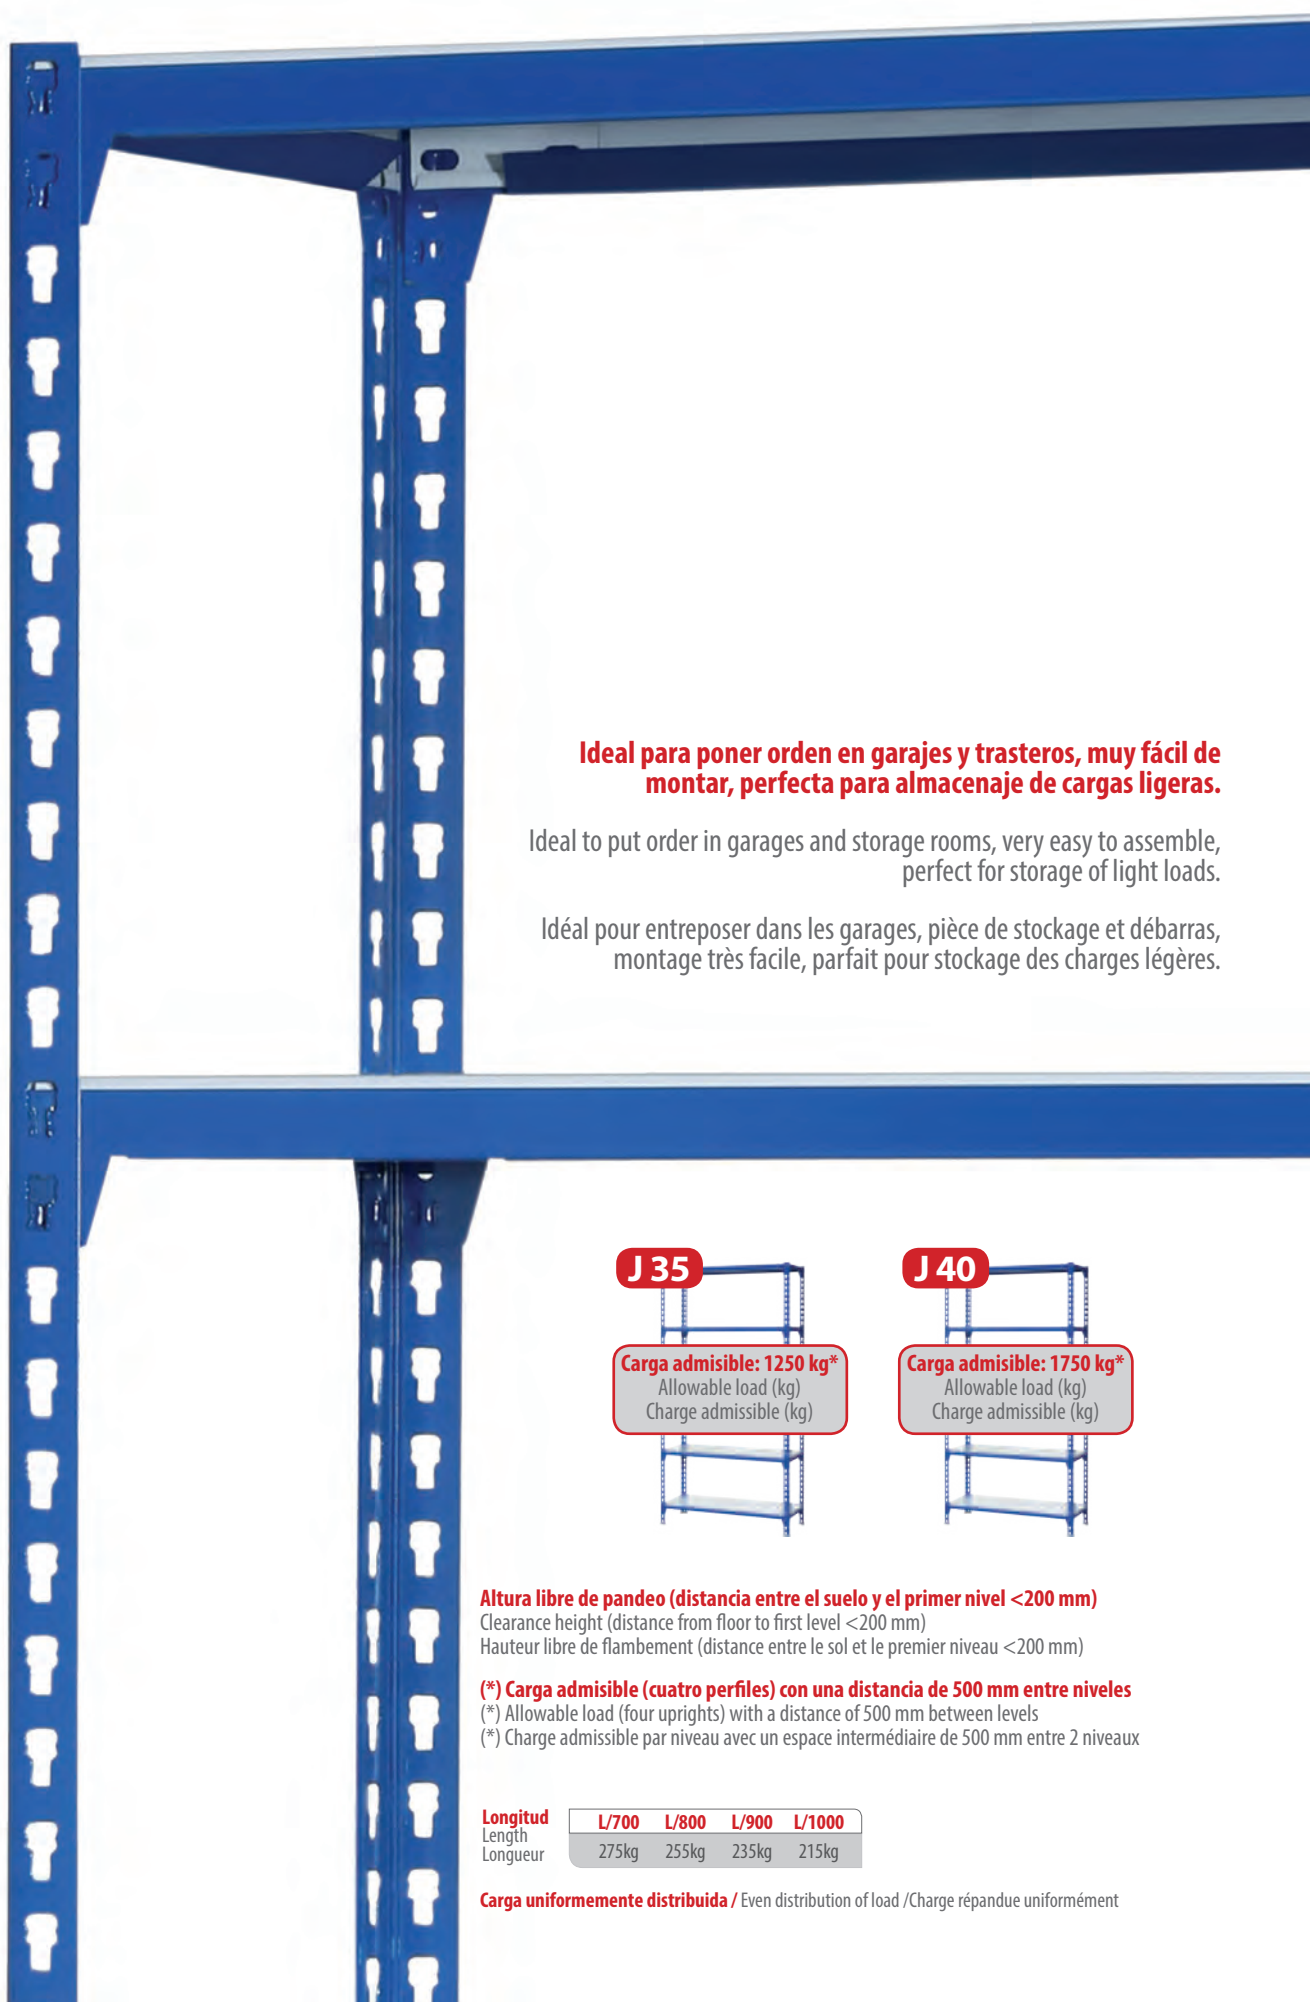 Ideal para poner orden en garajes y trasteros, muy fácil de
montar, perfecta para almacenaje de cargas ligeras.
Ideal to put order in garages and storage rooms, very easy to assemble,
perfect for storage of light loads.
Idéal pour entreposer dans les garages, pièce de stockage et débarras,
montage très facile, parfait pour stockage des charges légères.
J 35
Carga admisible: 1250 kg*
Allowable load (kg)
Charge admissible (kg)
J 40
Carga admisible: 1750 kg*
Allowable load (kg)
Charge admissible (kg)
Altura libre de pandeo (distancia entre el suelo y el primer nivel <200 mm)
Clearance height (distance from floor to first level <200 mm)
Hauteur libre de flambement (distance entre le sol et le premier niveau <200 mm)
(*) Carga admisible (cuatro perfiles) con una distancia de 500 mm entre niveles
(*) Allowable load (four uprights) with a distance of 500 mm between levels
(*) Charge admissible par niveau avec un espace intermédiaire de 500 mm entre 2 niveaux
Longitud
Length
Longueur
L/700 L/800 L/900 L/1000
275kg 255kg 235kg 215kg
Carga uniformemente distribuida / Even distribution of load /Charge répandue uniformément